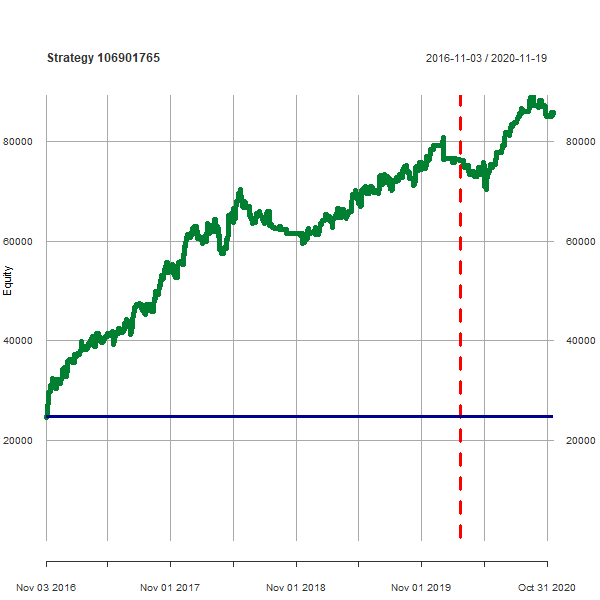 Strategy 106901765
2016-11-03 / 2020-11-19
80000
80000
60000
60000
Equity
40000
40000
20000
20000
Nov 03 2016
Nov 01 2017
Nov 01 2018
Nov 01 2019
Oct 31 2020